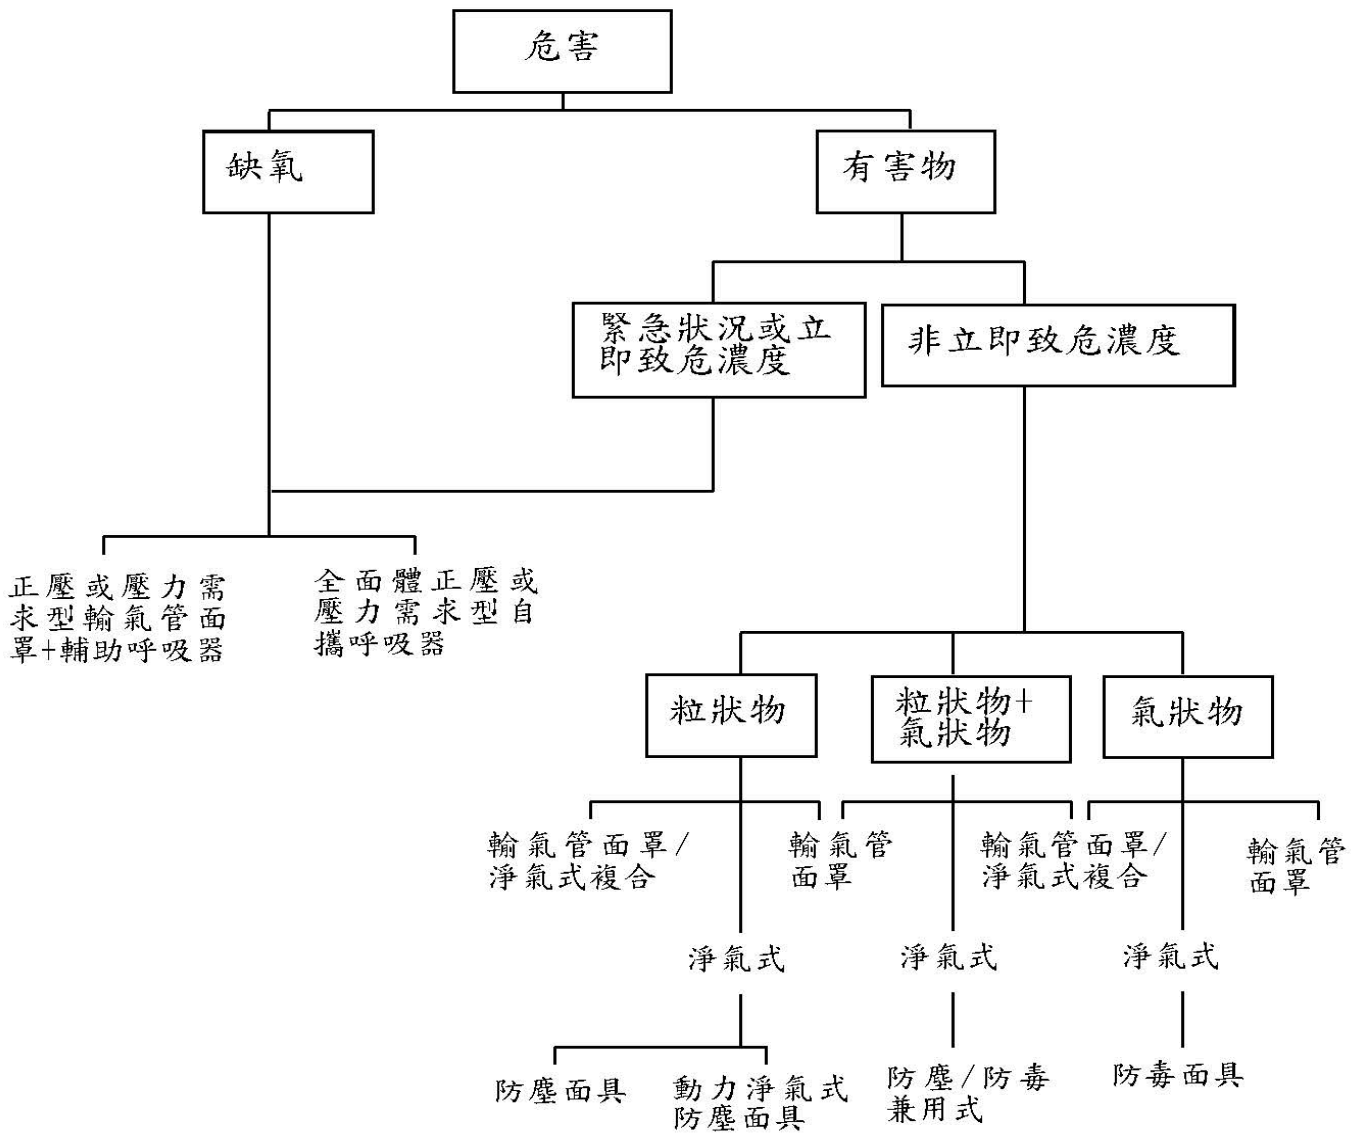 危害
缺氧
有害物
緊急狀況或立
即致危濃度
非立即致危濃度
正壓或壓力需
求型輸氣管面
罩+輔助呼吸器
全面體正壓或
壓力需求型自
攜呼吸器
粒狀物
粒狀物+
氣狀物
氣狀物
輸氣管面罩/
淨氣式複合
輸氣管
面罩
輸氣管面罩/
淨氣式複合
輸氣管
面罩
淨氣式
淨氣式
淨氣式
防塵面具
動力淨氣式
防塵面具
防塵/防毒
兼用式
防毒面具